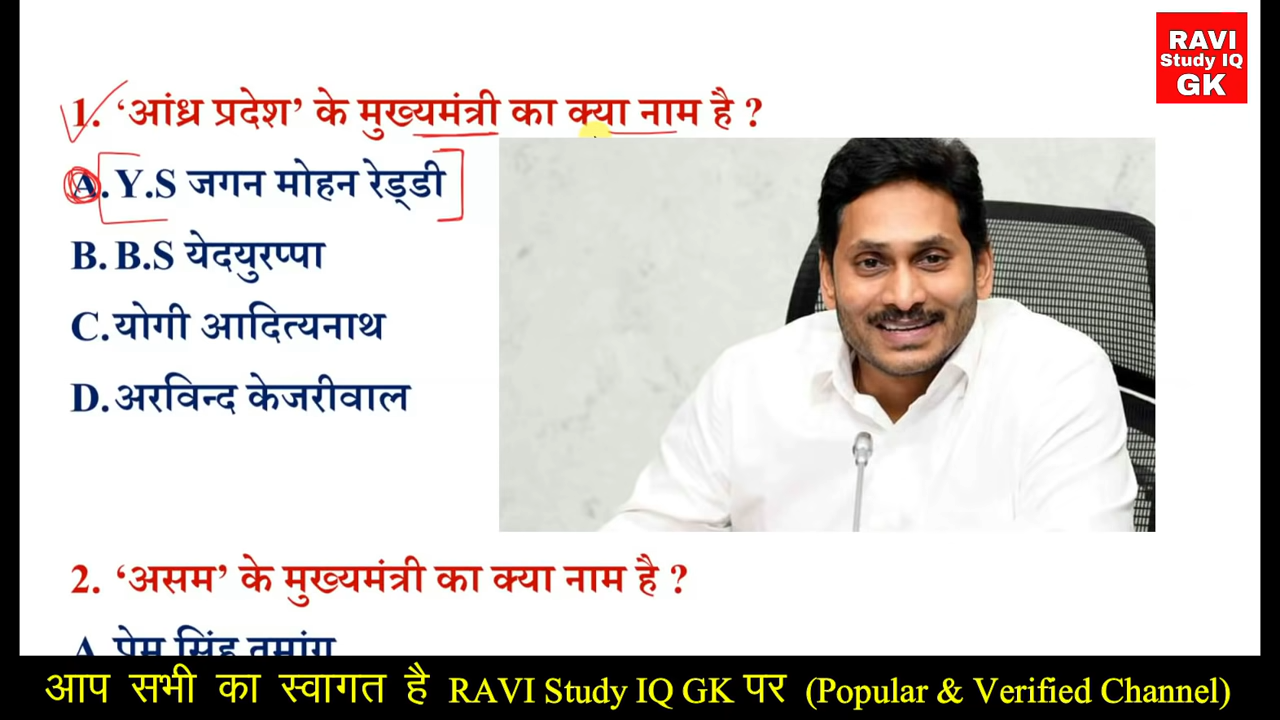 RAVI
Study IQ
GK
1. ‘आंध्र प्रदेश’ के मुख्यमंत्री का क्या नाम है ?
A. Y.S जगन मोहन रेड्डी
B. B.S येदयुरप्पा
C. योगी आदित्यनाथ
D. अरविन्द केजरीवाल
2. ‘असम’ के मुख्यमंत्री का क्या नाम है ?
A. प्रेम सिंह तमांग
आप सभी का स्वागत है RAVI Study IQ GK पर (Popular & Verified Channel)